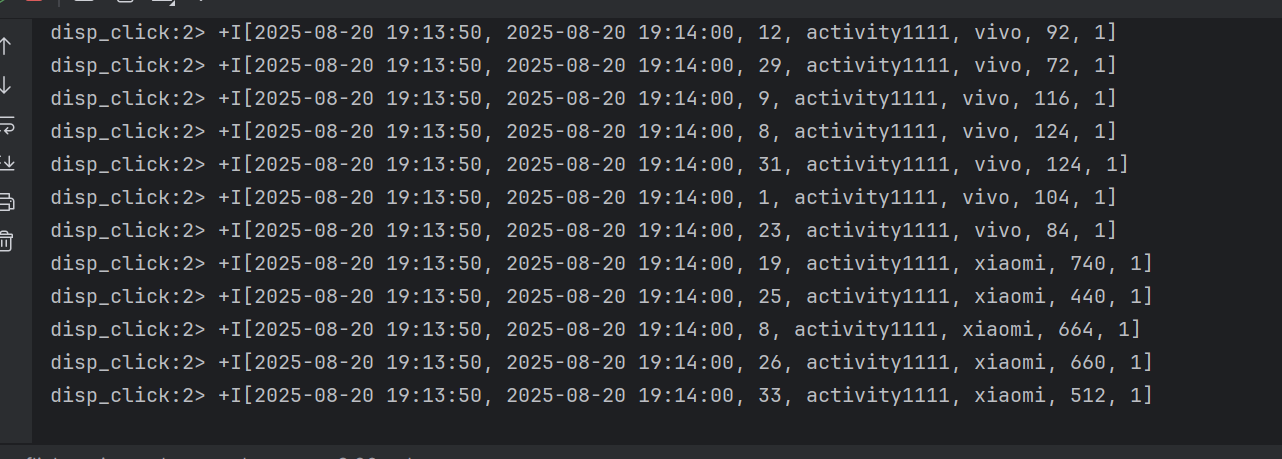 disp_click:2> +I[2025-08-20 19:13:50, 2025-08-20 19:14:00, 12, activity1111, vivo, 92, 1]
disp_click:2> +I[2025-08-20 19:13:50, 2025-08-20 19:14:00, 29, activity1111, vivo, 72, 1]
disp_click:2> +I[2025-08-20 19:13:50, 2025-08-20 19:14:00, 9, activity1111, vivo, 116, 1]
disp_click:2> +I[2025-08-20 19:13:50, 2025-08-20 19:14:00, 8, activity1111, vivo, 124, 1]
disp_click:2> +I[2025-08-20 19:13:50, 2025-08-20 19:14:00, 31, activity1111, vivo, 124, 1]
disp_click:2> +I[2025-08-20 19:13:50, 2025-08-20 19:14:00, 1, activity1111, vivo, 104, 1]
disp_click:2> +I[2025-08-20 19:13:50, 2025-08-20 19:14:00, 23, activity1111, vivo, 84, 1]
disp_click:2> +I[2025-08-20 19:13:50, 2025-08-20 19:14:00, 19, activity1111, xiaomi, 740, 1]
disp_click:2> +I[2025-08-20 19:13:50, 2025-08-20 19:14:00, 25, activity1111, xiaomi, 440, 1]
disp_click:2> +I[2025-08-20 19:13:50, 2025-08-20 19:14:00, 8, activity1111, xiaomi, 664, 1]
disp_click:2> +I[2025-08-20 19:13:50, 2025-08-20 19:14:00, 26, activity1111, xiaomi, 660, 1]
disp_click:2> +I[2025-08-20 19:13:50, 2025-08-20 19:14:00, 33, activity1111, xiaomi, 512, 1]